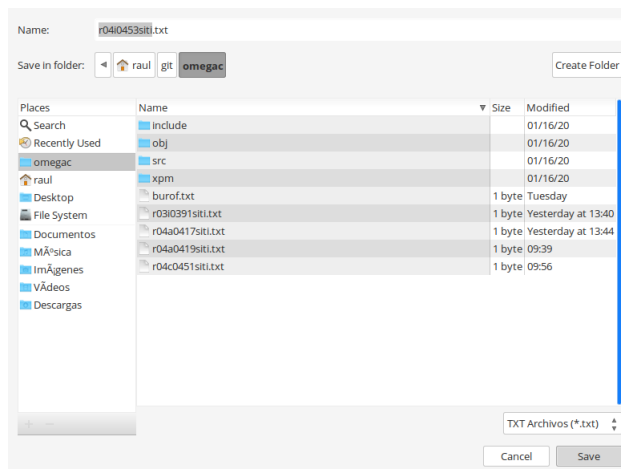 Name: r04i0453siti.txt
Save in folder: raul git omegac Create Folder
Places Name Size Modified
Search include 01/16/20
Recently Used obj 01/16/20
omegac src 01/16/20
raul xpm 01/16/20
Desktop burof.txt 1 byte Tuesday
File System r03i0391siti.txt 1 byte Yesterday at 13:40
Documentos r04a0417siti.txt 1 byte Yesterday at 13:44
MÃºsica r04a0419siti.txt 1 byte 09:39
ImÃ¡genes r04c0451siti.txt 1 byte 09:56
VÃ­deos
Descargas
TXT Archivos (*.txt)
Cancel Save